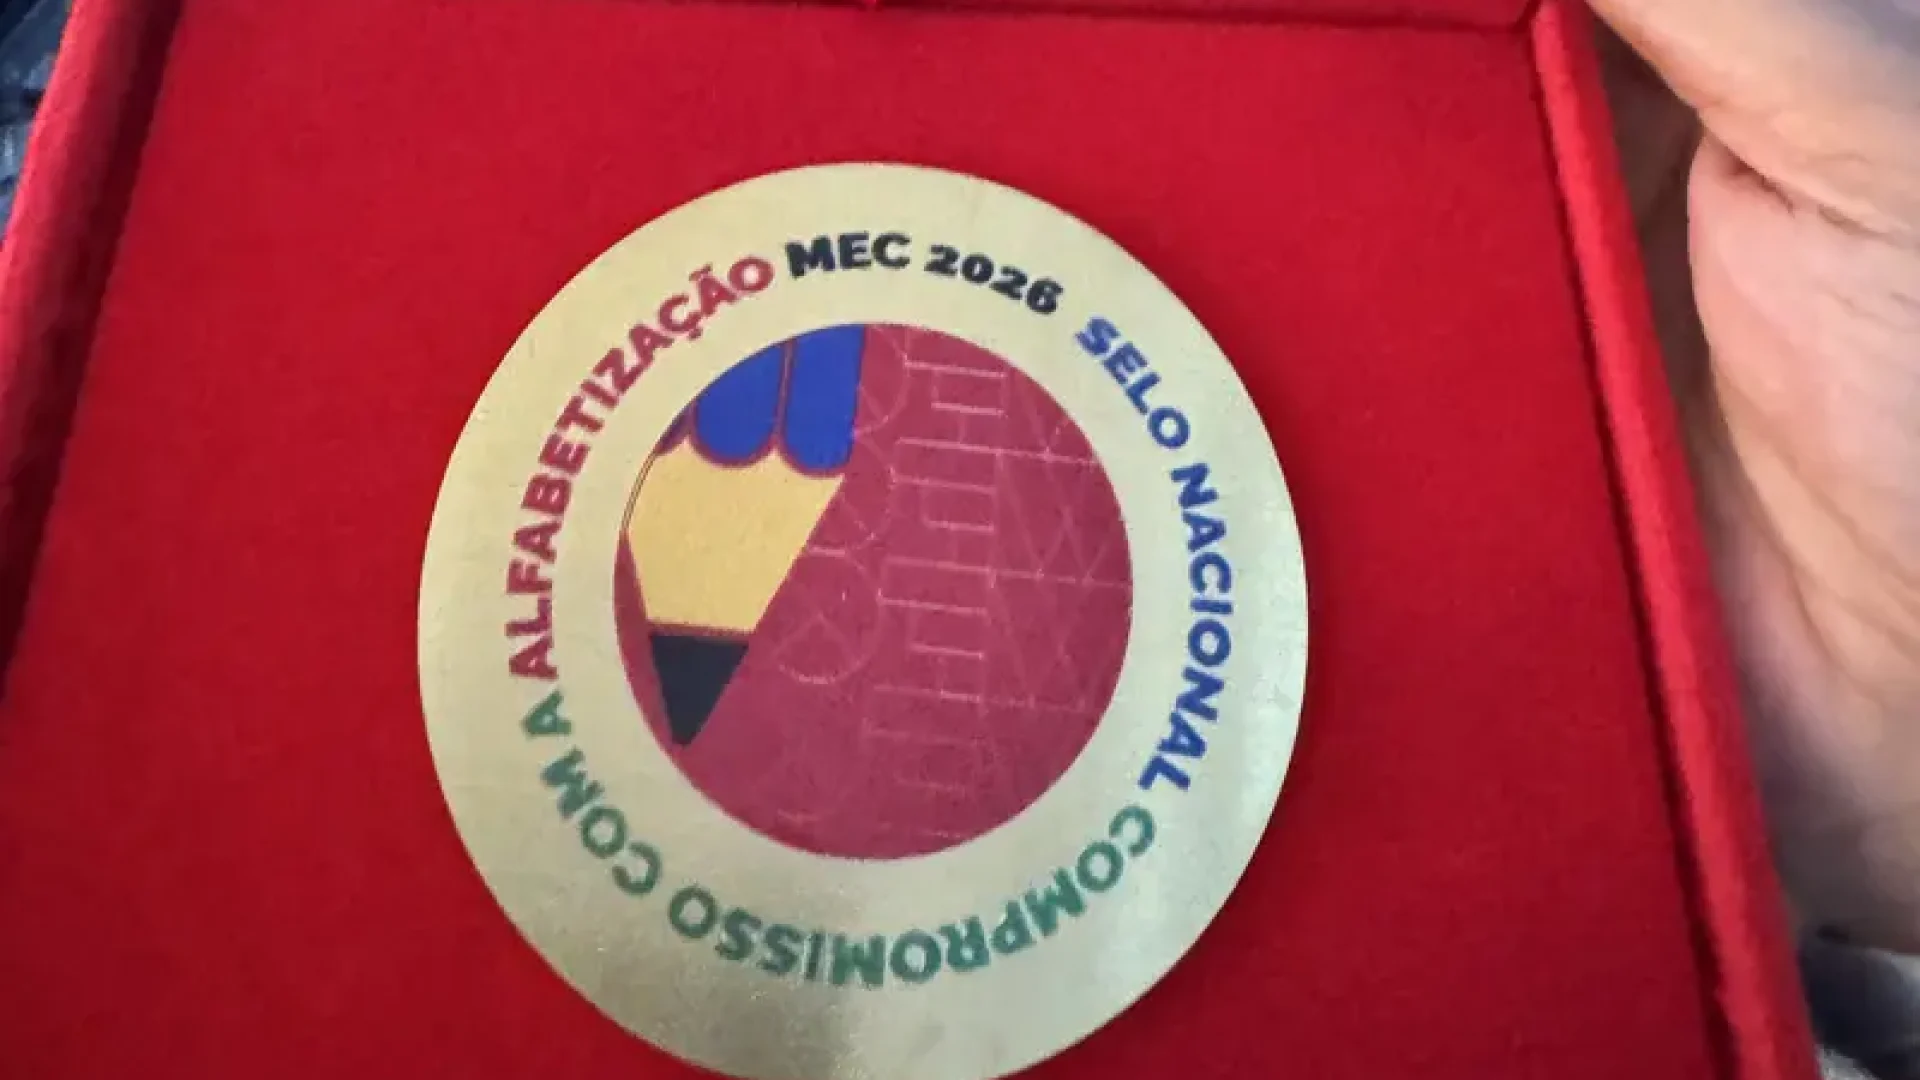 SELO NACIONAL COMPROMISSO COM A ALFABETIZAÇÃO MEC 2026